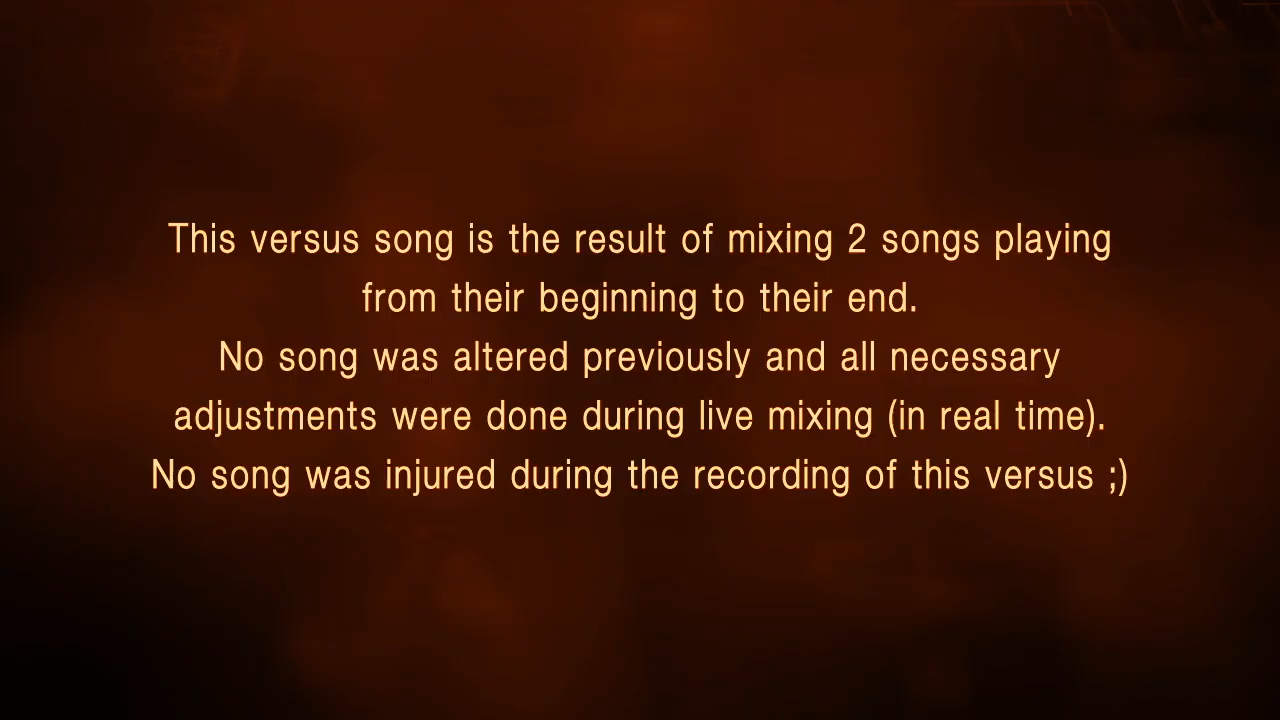 This versus song is the result of mixing 2 songs playing
from their beginning to their end.
No song was altered previously and all necessary
adjustments were done during live mixing (in real time).
No song was injured during the recording of this versus ;)